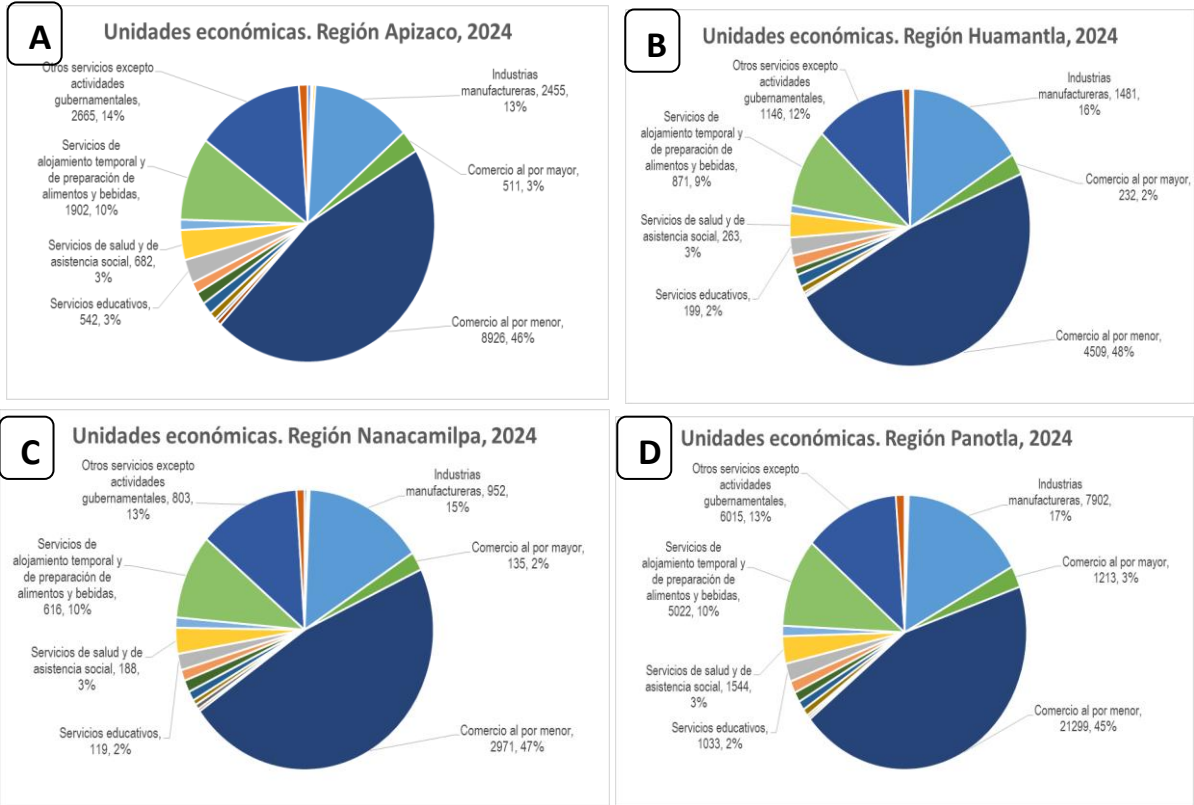 A
Unidades económicas. Región Apizaco, 2024
Otros servicios excepto
actividades
gubernamentales,
2665, 14%
Industrias
manufactureras, 2455,
13%
Servicios de
alojamiento temporal y
de preparación de
alimentos y bebidas,
1902, 10%
Comercio al por mayor,
511, 3%
Servicios de salud y de
asistencia social, 682,
3%
Servicios educativos,
542, 3%
Comercio al por menor,
8926, 46%
B
Unidades económicas. Región Huamantla, 2024
Otros servicios excepto
actividades
gubernamentales,
1146, 12%
Industrias
manufactureras, 1481,
16%
Servicios de
alojamiento temporal y
de preparación de
alimentos y bebidas,
871, 9%
Comercio al por mayor,
232, 2%
Servicios de salud y de
asistencia social, 263,
3%
Servicios educativos,
199, 2%
Comercio al por menor,
4509, 48%
C
Unidades económicas. Región Nanacamilpa, 2024
Otros servicios excepto
actividades
gubernamentales, 803,
13%
Industrias
manufactureras, 952,
15%
Servicios de
alojamiento temporal y
de preparación de
alimentos y bebidas,
616, 10%
Comercio al por mayor,
135, 2%
Servicios de salud y de
asistencia social, 188,
3%
Servicios educativos,
119, 2%
Comercio al por menor,
2971, 47%
D
Unidades económicas. Región Panotla, 2024
Otros servicios excepto
actividades
gubernamentales,
6015, 13%
Industrias
manufactureras, 7902,
17%
Servicios de
alojamiento temporal y
de preparación de
alimentos y bebidas,
5022, 10%
Comercio al por mayor,
1213, 3%
Servicios de salud y de
asistencia social, 1544,
3%
Servicios educativos,
1033, 2%
Comercio al por menor,
21299, 45%